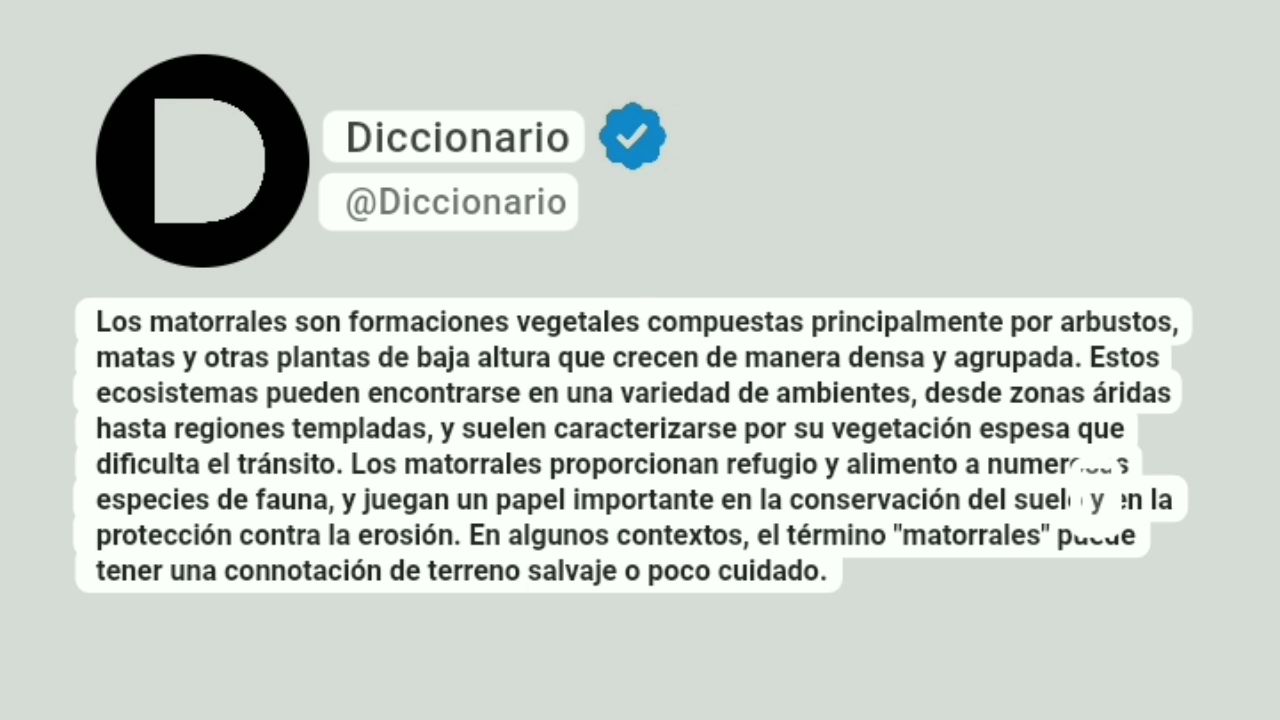 D
Diccionario
@Diccionario
Los matorrales son formaciones vegetales compuestas principalmente por arbustos,
matas y otras plantas de baja altura que crecen de manera densa y agrupada. Estos
ecosistemas pueden encontrarse en una variedad de ambientes, desde zonas áridas
hasta regiones templadas, y suelen caracterizarse por su vegetación espesa que
dificulta el tránsito. Los matorrales proporcionan refugio y alimento a numerosas
especies de fauna, y juegan un papel importante en la conservación del suelo y en la
protección contra la erosión. En algunos contextos, el término "matorrales" puede
tener una connotación de terreno salvaje o poco cuidado.